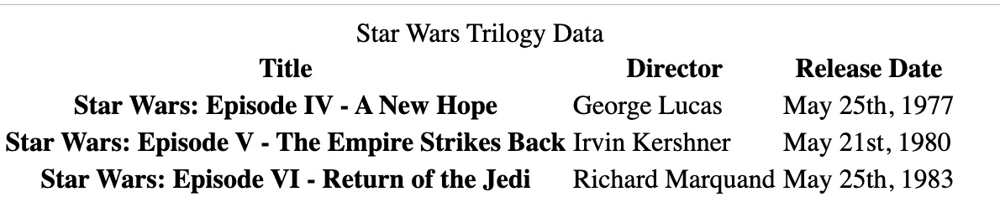 Star Wars Trilogy Data
Title Director Release Date
Star Wars: Episode IV - A New Hope George Lucas May 25th, 1977
Star Wars: Episode V - The Empire Strikes Back Irvin Kershner May 21st, 1980
Star Wars: Episode VI - Return of the Jedi Richard Marquand May 25th, 1983